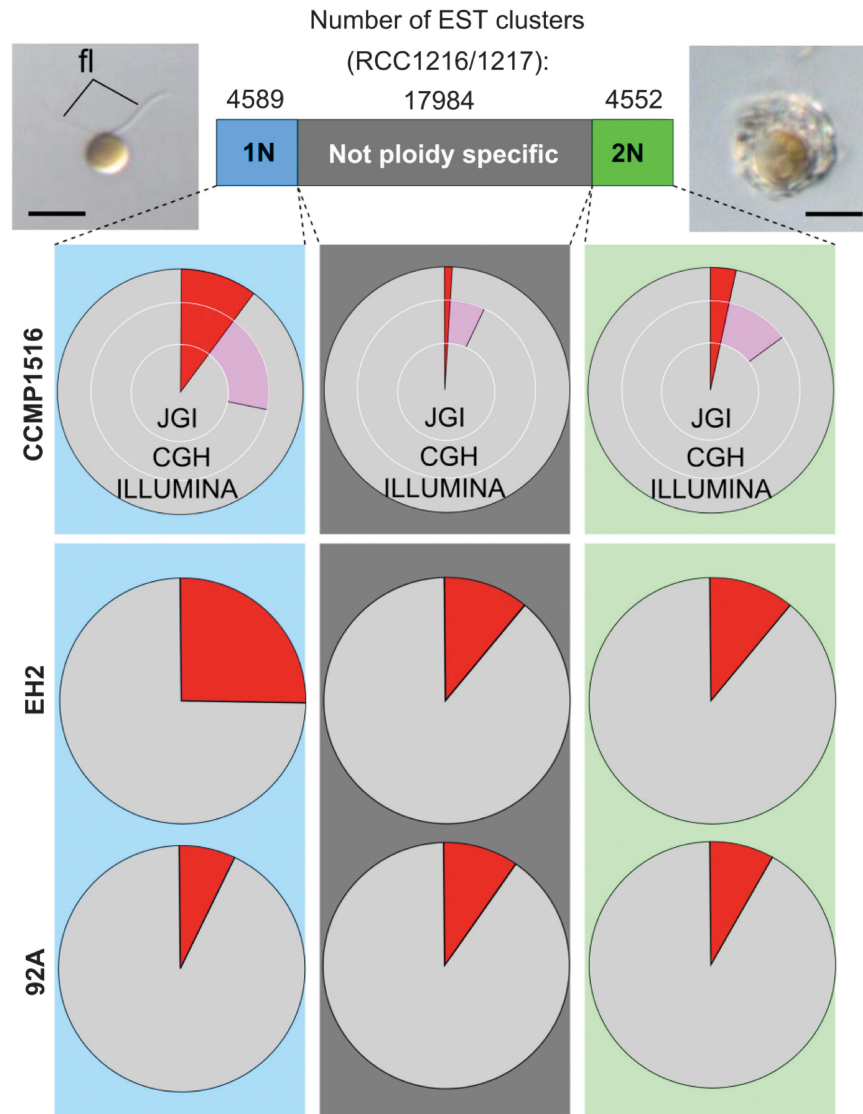 Number of EST clusters
(RCC1216/1217):
fl
4589 17984 4552
1N Not ploidy specific 2N
CCMP1516
JGI JGI JGI
CGH CGH CGH
ILLUMINA ILLUMINA ILLUMINA
EH2
92A